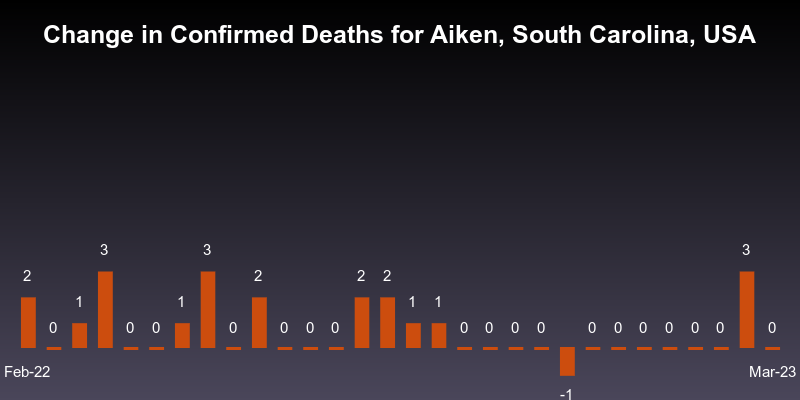 Change in Confirmed Deaths for Aiken, South Carolina, USA
2 0 1 3 0 0 1 3 0 2 0 0 0 2 2 1 1 0 0 0 0 -1 0 0 0 0 0 0 3 0
Feb-22 Mar-23